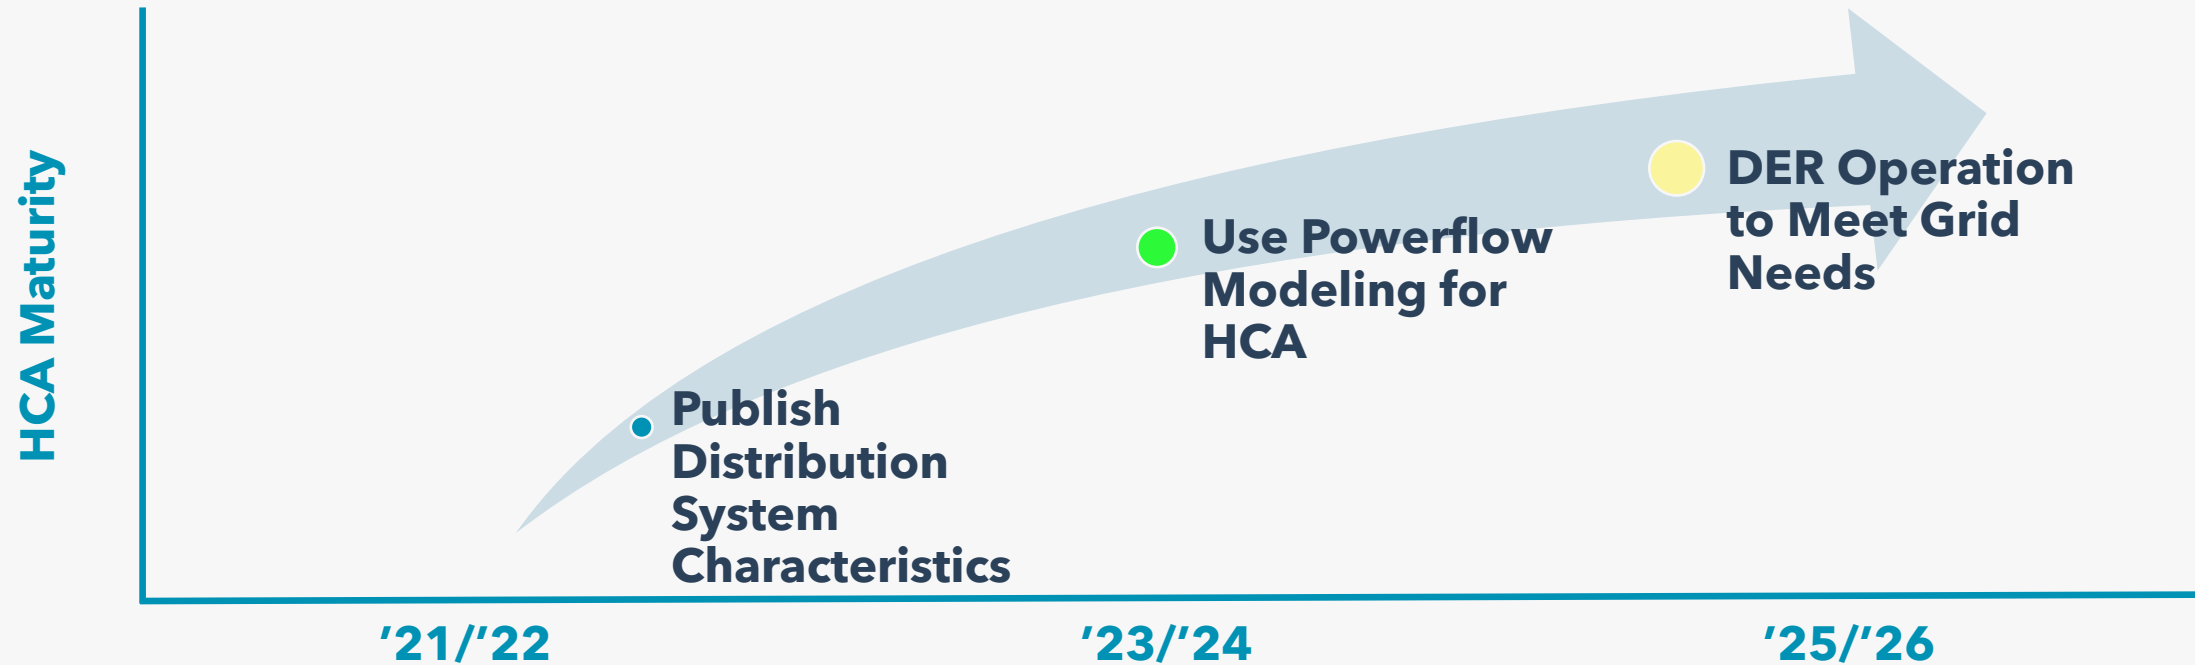 HCA Maturity
Publish
Distribution
System
Characteristics
Use Powerflow
Modeling for
HCA
DER Operation
to Meet Grid
Needs
’21/’22
’23/’24
’25/’26